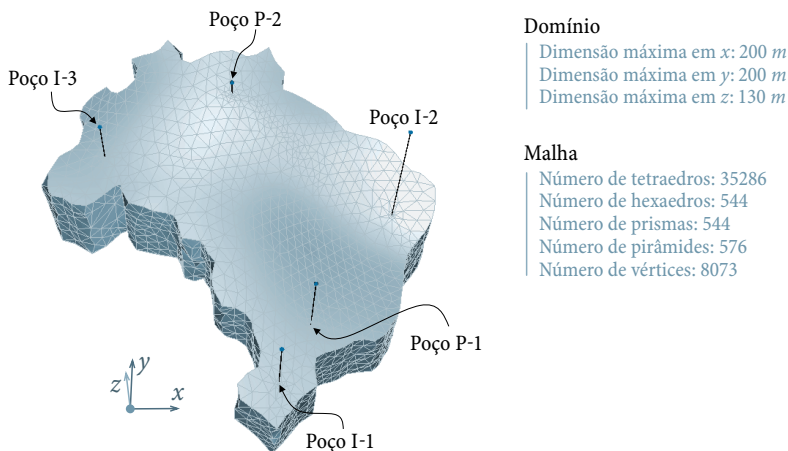 Poço P-2
Poço I-3
Poço I-2
Poço P-1
Poço I-1
y
z
x
Domínio
Dimensão máxima em x: 200 m
Dimensão máxima em y: 200 m
Dimensão máxima em z: 130 m
Malha
Número de tetraedros: 35286
Número de hexaedros: 544
Número de prismas: 544
Número de pirâmides: 576
Número de vértices: 8073